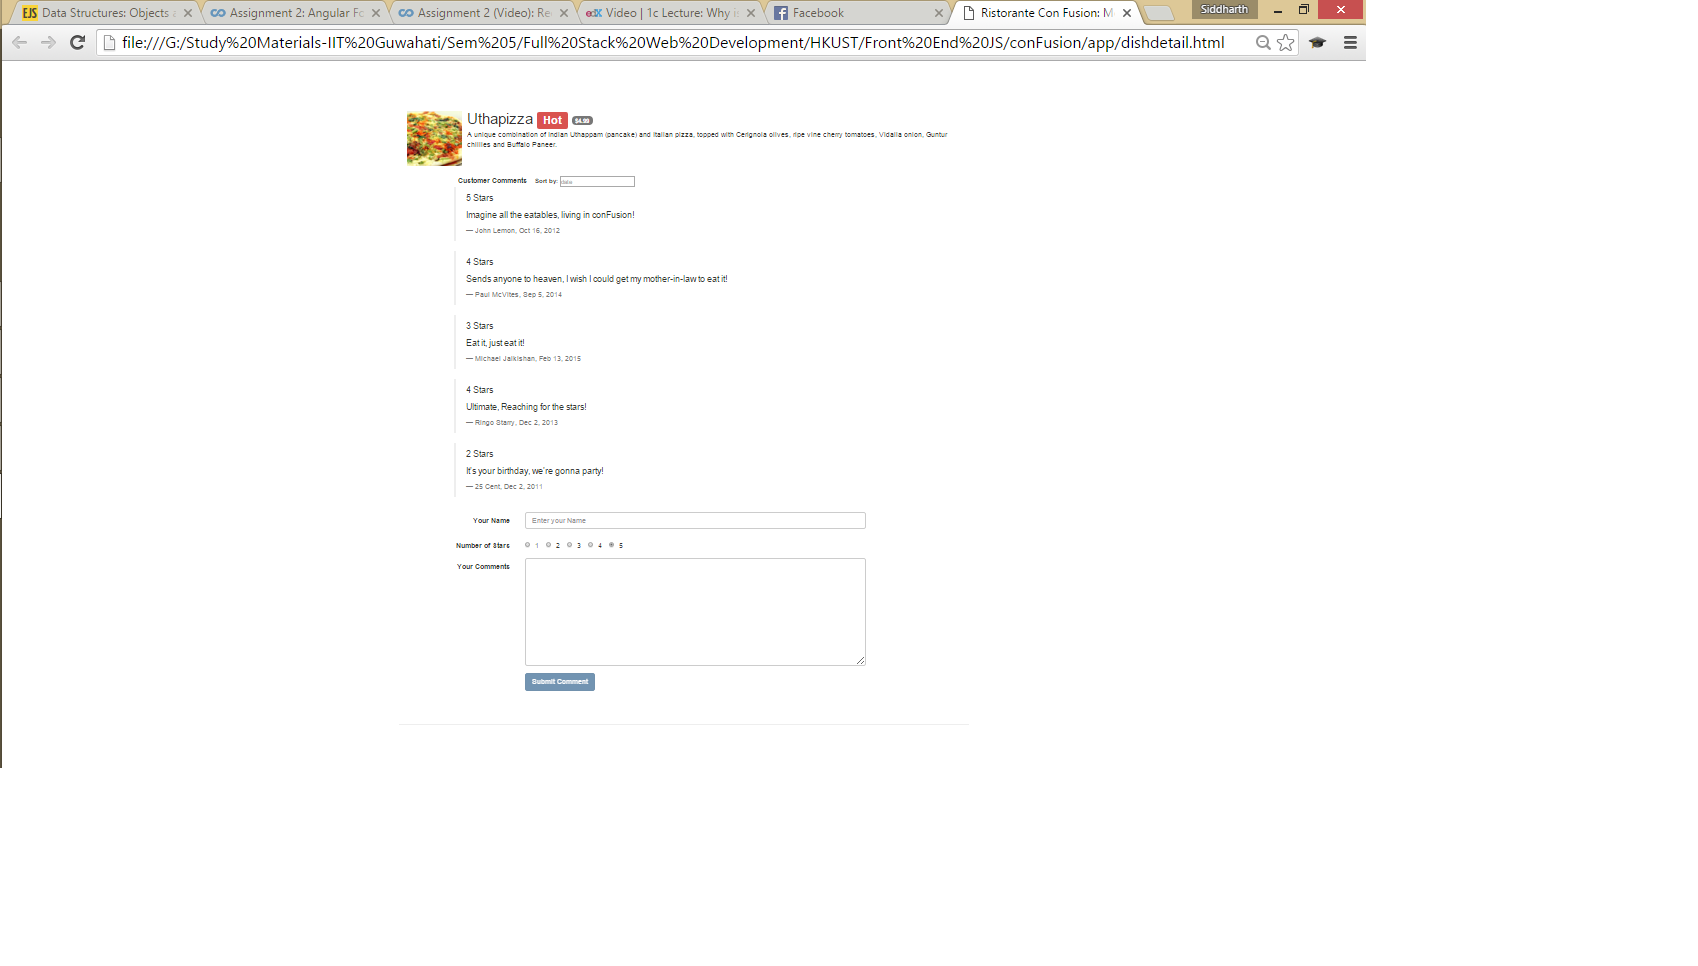 EJS Data Structures: Objects a
Assignment 2: Angular Fo
Assignment 2 (Video): Re
edX Video | 1c Lecture: Why i
Facebook
Ristorante Con Fusion: M
Siddharth
file:///G:/Study%20Materials-IIT%20Guwahati/Sem%205/Full%20Stack%20Web%20Development/HKUST/Front%20End%20JS/conFusion/app/dishdetail.html
Uthapizza Hot $4.99
A unique combination of Indian Uthappam (pancake) and Italian pizza, topped with Cerignola olives, ripe vine cherry tomatoes, Vidalia onion, Guntur
chillies and Buffalo Paneer.
Customer Comments Sort by: date
5 Stars
Imagine all the eatables, living in conFusion!
— John Lemon, Oct 16, 2012
4 Stars
Sends anyone to heaven, I wish I could get my mother-in-law to eat it!
— Paul McVites, Sep 5, 2014
3 Stars
Eat it, just eat it!
— Michael Jaikishan, Feb 13, 2015
4 Stars
Ultimate, Reaching for the stars!
— Ringo Starry, Dec 2, 2013
2 Stars
It's your birthday, we're gonna party!
— 25 Cent, Dec 2, 2011
Your Name Enter your Name
Number of Stars 1 2 3 4 5
Your Comments
Submit Comment